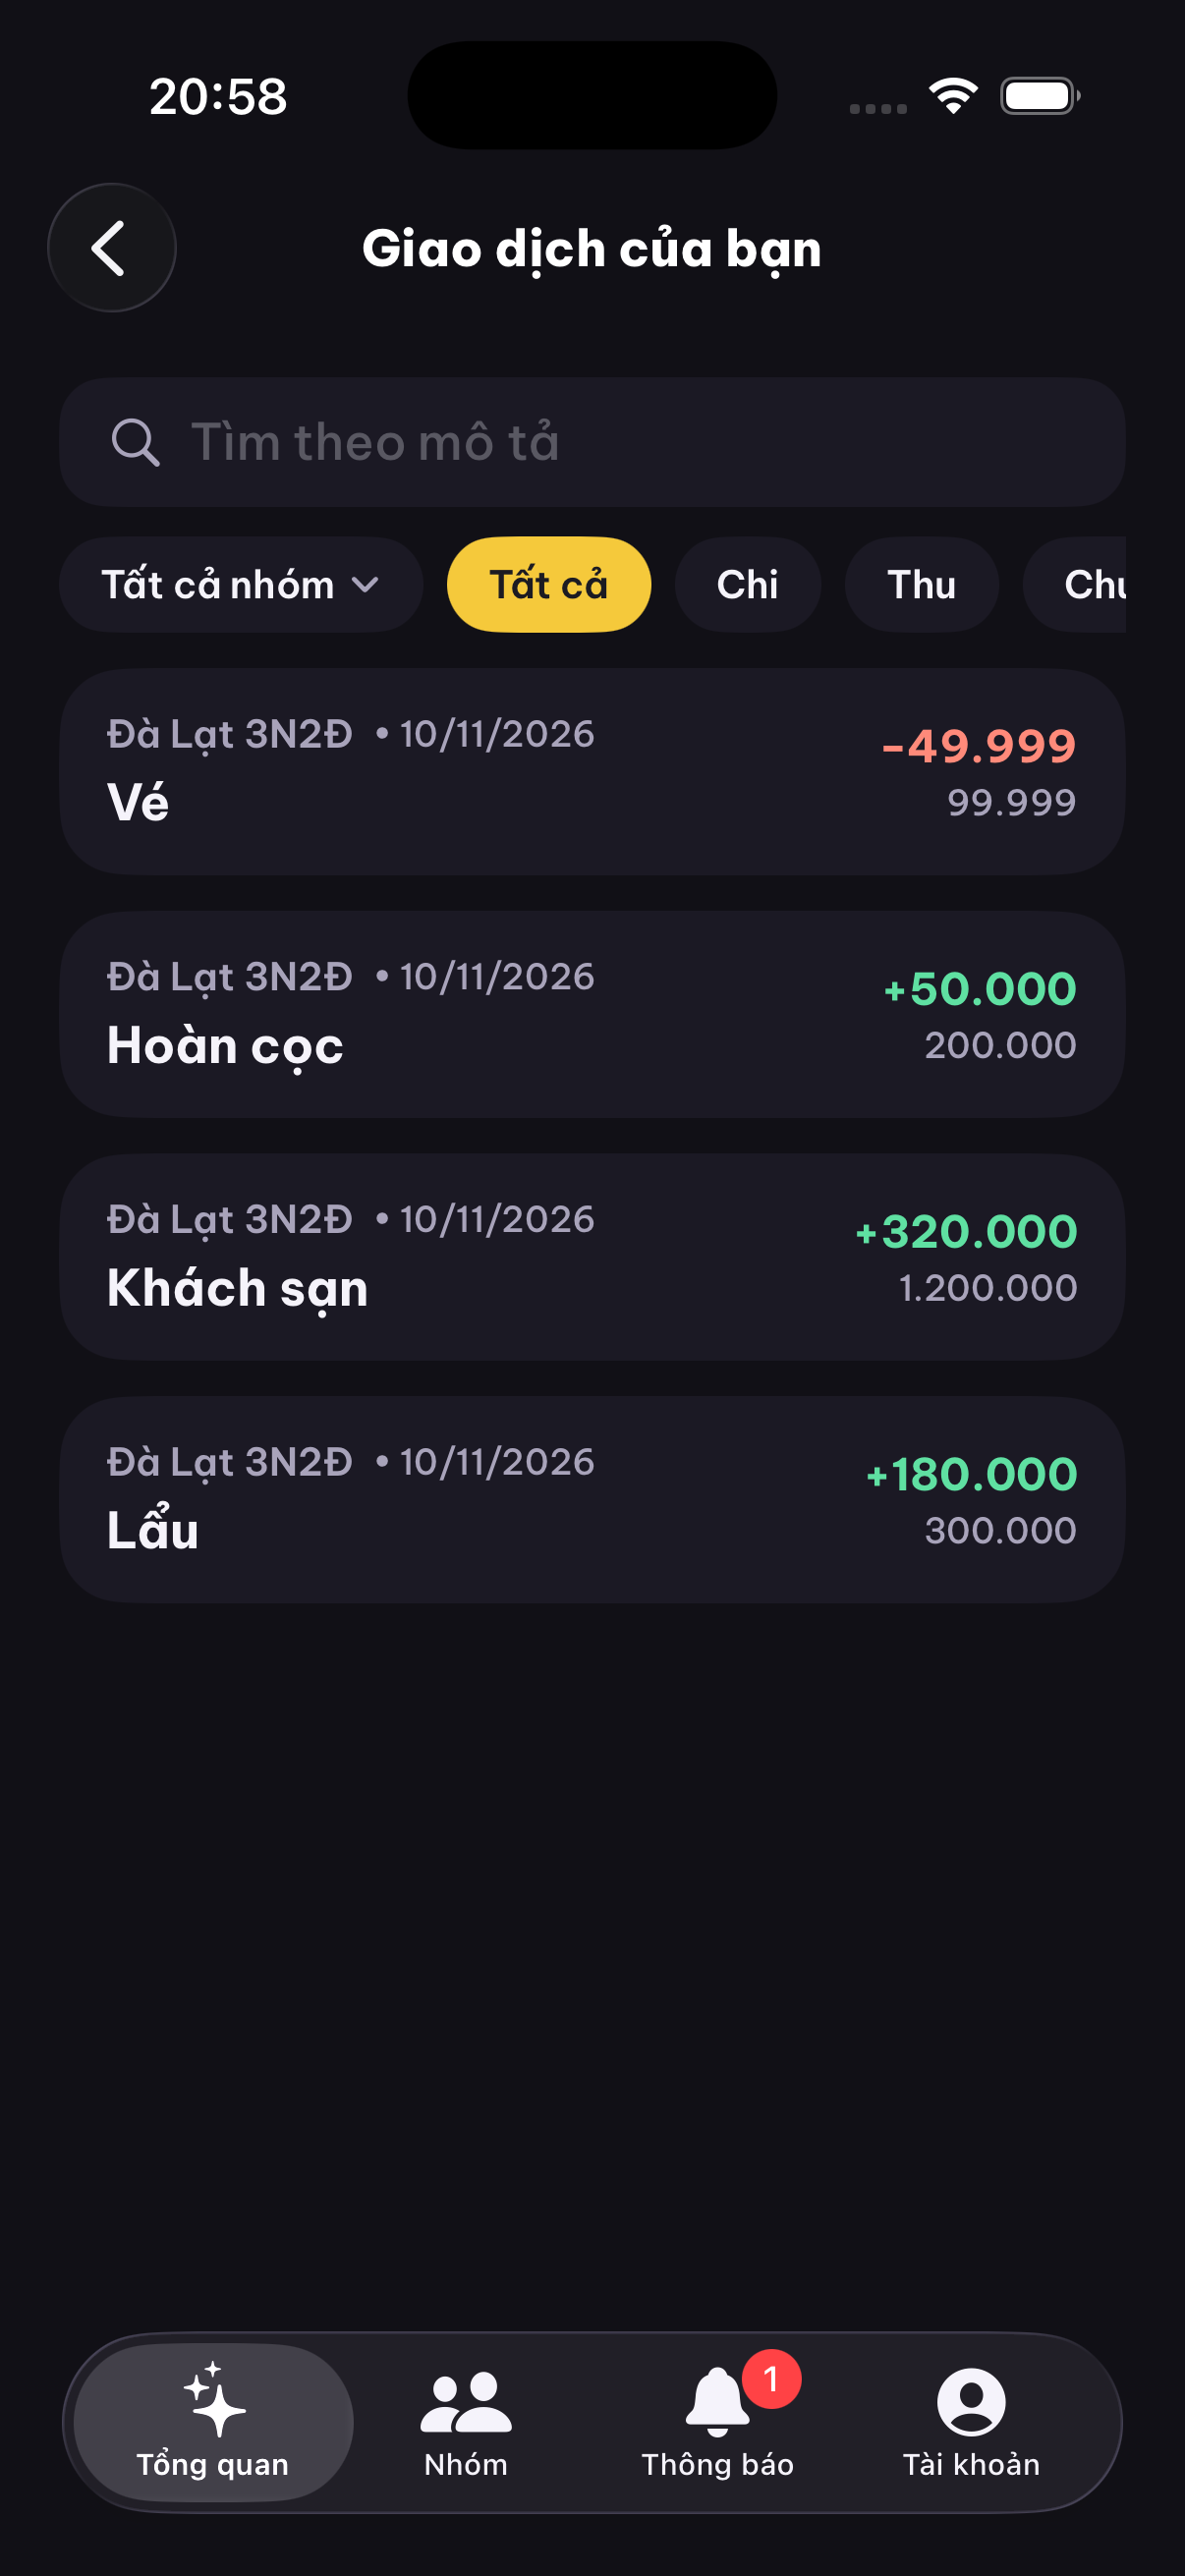 20:58
Giao dịch của bạn
Tìm theo mô tả
Tất cả nhóm Tất cả Chi Thu Chu
Đà Lạt 3N2Đ • 10/11/2026
-49.999
Vé
99.999
Đà Lạt 3N2Đ • 10/11/2026
+50.000
Hoàn cọc
200.000
Đà Lạt 3N2Đ • 10/11/2026
+320.000
Khách sạn
1.200.000
Đà Lạt 3N2Đ • 10/11/2026
+180.000
Lẩu
300.000
1
Tổng quan Nhóm Thông báo Tài khoản